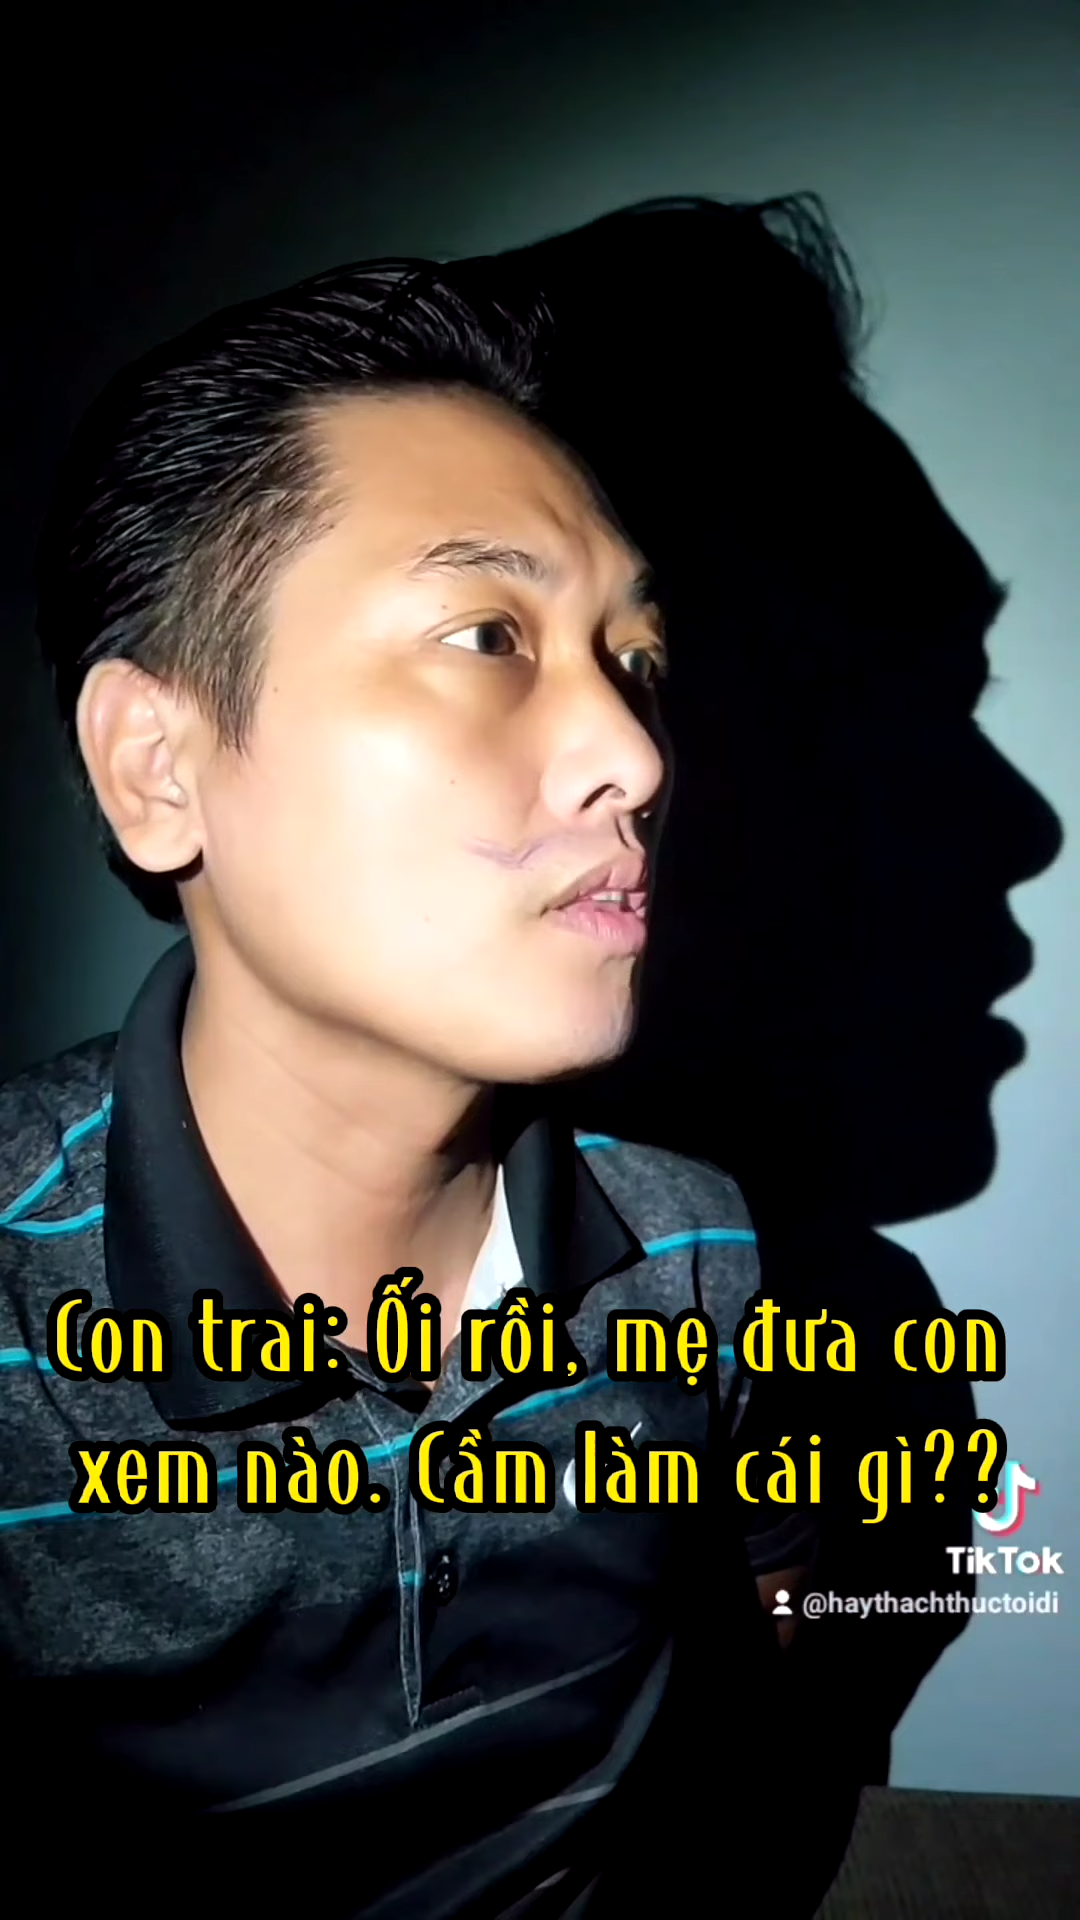 Con trai: Ối rồi, mẹ đưa con
xem nào. Cầm làm cái gì??
TikTok
@haythachthuctoidi